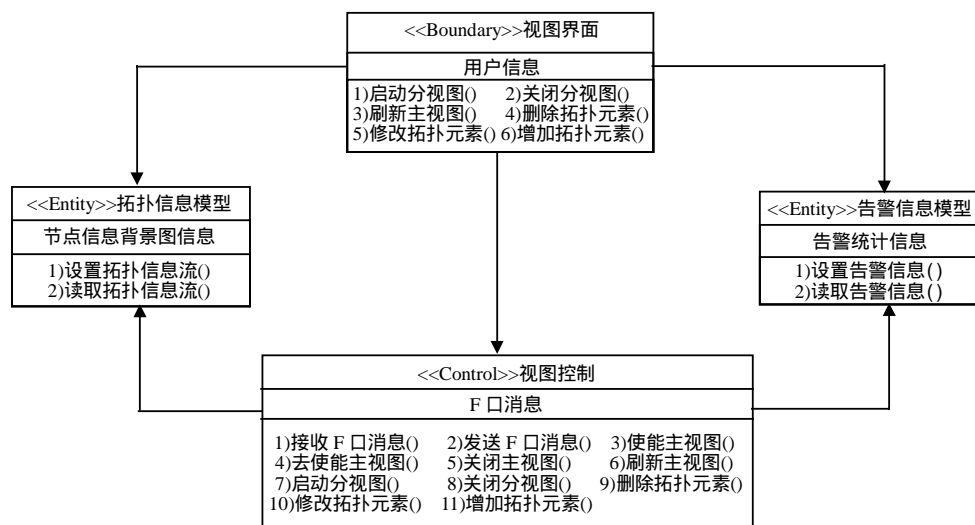 <<Boundary>>视图界面
用户信息
1)启动分视图() 2)关闭分视图()
3)刷新主视图() 4)删除拓扑元素()
5)修改拓扑元素() 6)增加拓扑元素()
<<Entity>>拓扑信息模型
节点信息背景图信息
1)设置拓扑信息流()
2)读取拓扑信息流()
<<Entity>>告警信息模型
告警统计信息
1)设置告警信息()
2)读取告警信息()
<<Control>>视图控制
F 口消息
1)接收 F 口消息() 2)发送 F 口消息() 3)使能主视图()
4)去使能主视图() 5)关闭主视图() 6)刷新主视图()
7)启动分视图() 8)关闭分视图() 9)删除拓扑元素()
10)修改拓扑元素() 11)增加拓扑元素()